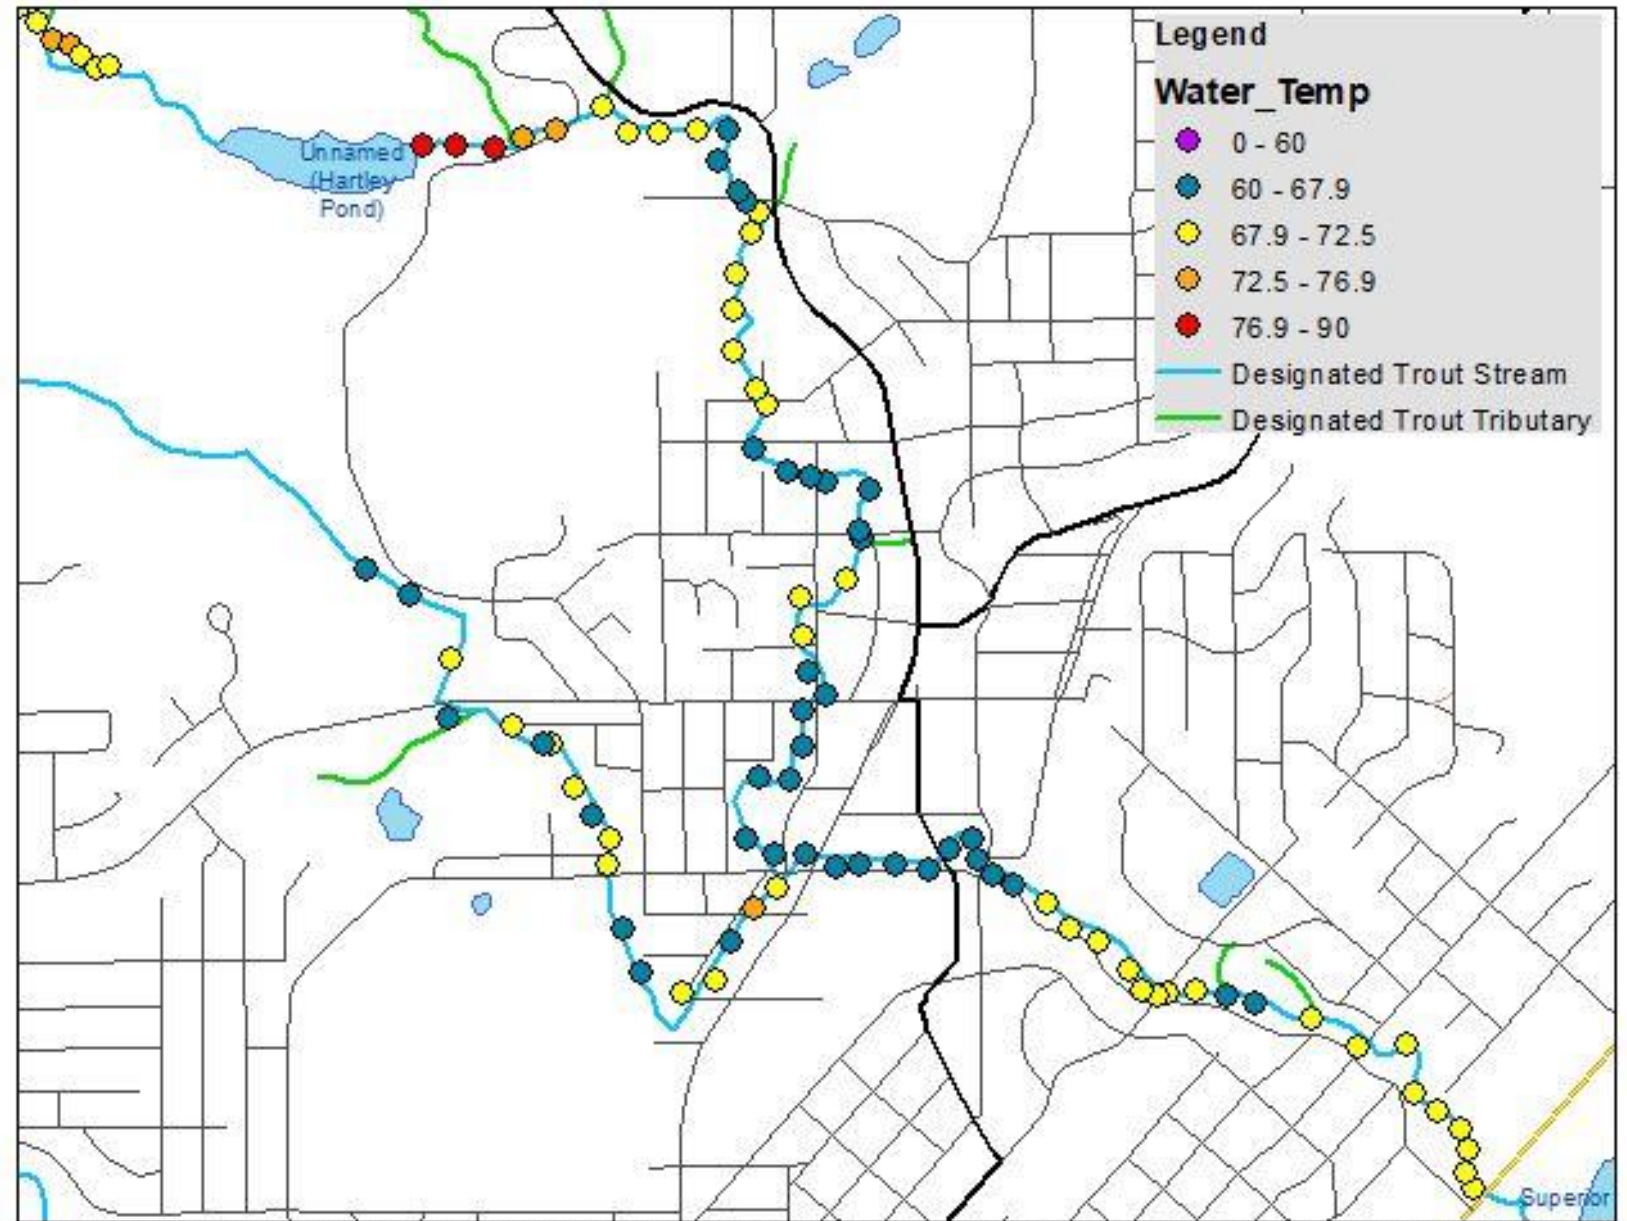 Legend
Water_Temp
0 - 60
60 - 67.9
67.9 - 72.5
72.5 - 76.9
76.9 - 90
Designated Trout Stream
Designated Trout Tributary
Unnamed
(Hartley
Pond)
Superior